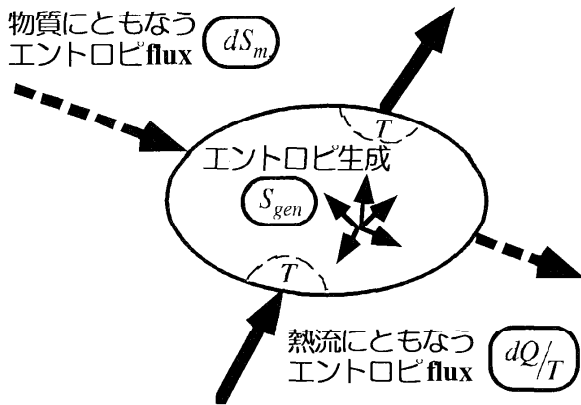 物質にともなう
エントロピflux dSm
T
エントロピ生成
Sgen
T
熱流にともなう
エントロピflux dQ/T